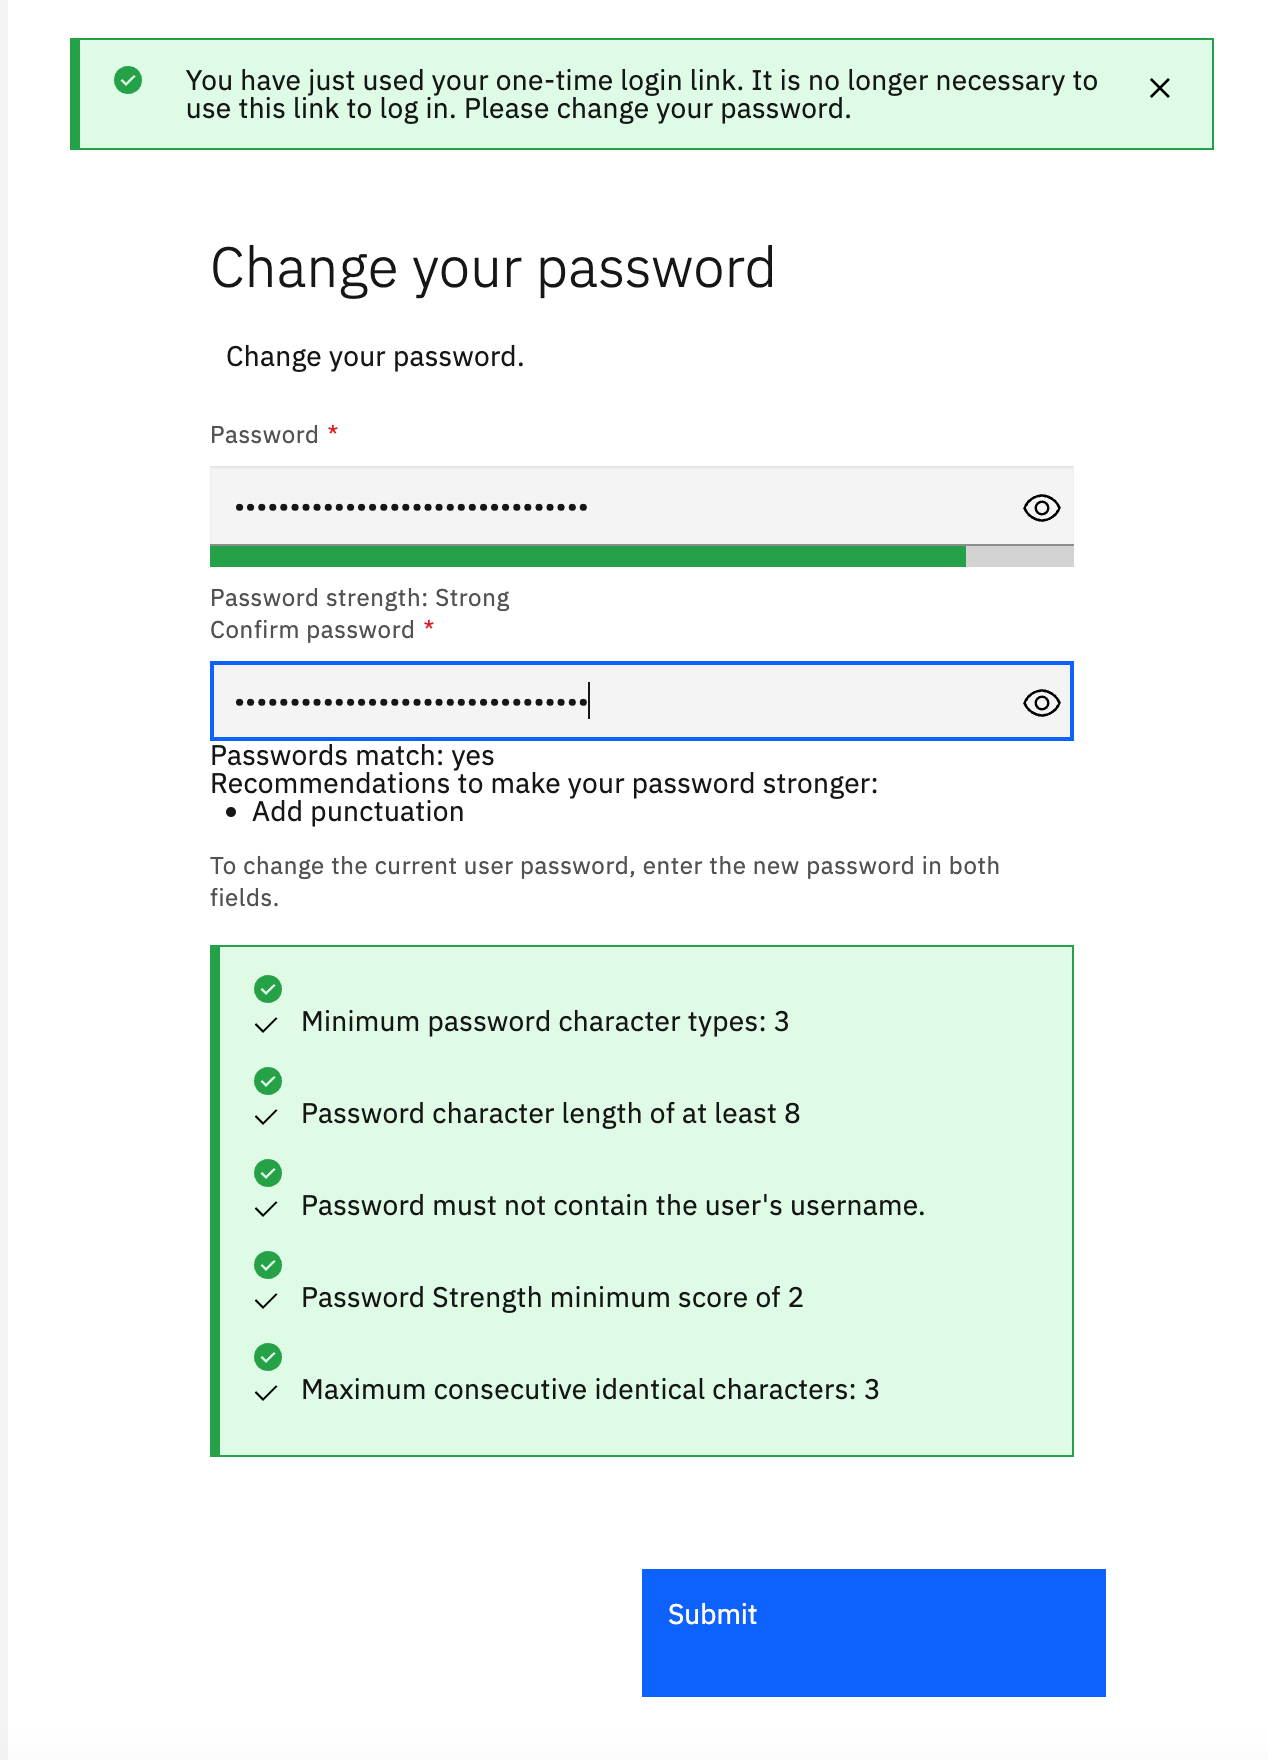 You have just used your one-time login link. It is no longer necessary to
use this link to log in. Please change your password.
Change your password
Change your password.
Password *
••••••••••••••••••••••••••••••••
Password strength: Strong
Confirm password *
••••••••••••••••••••••••••••••••
Passwords match: yes
Recommendations to make your password stronger:
• Add punctuation
To change the current user password, enter the new password in both
fields.
Minimum password character types: 3
Password character length of at least 8
Password must not contain the user's username.
Password Strength minimum score of 2
Maximum consecutive identical characters: 3
Submit